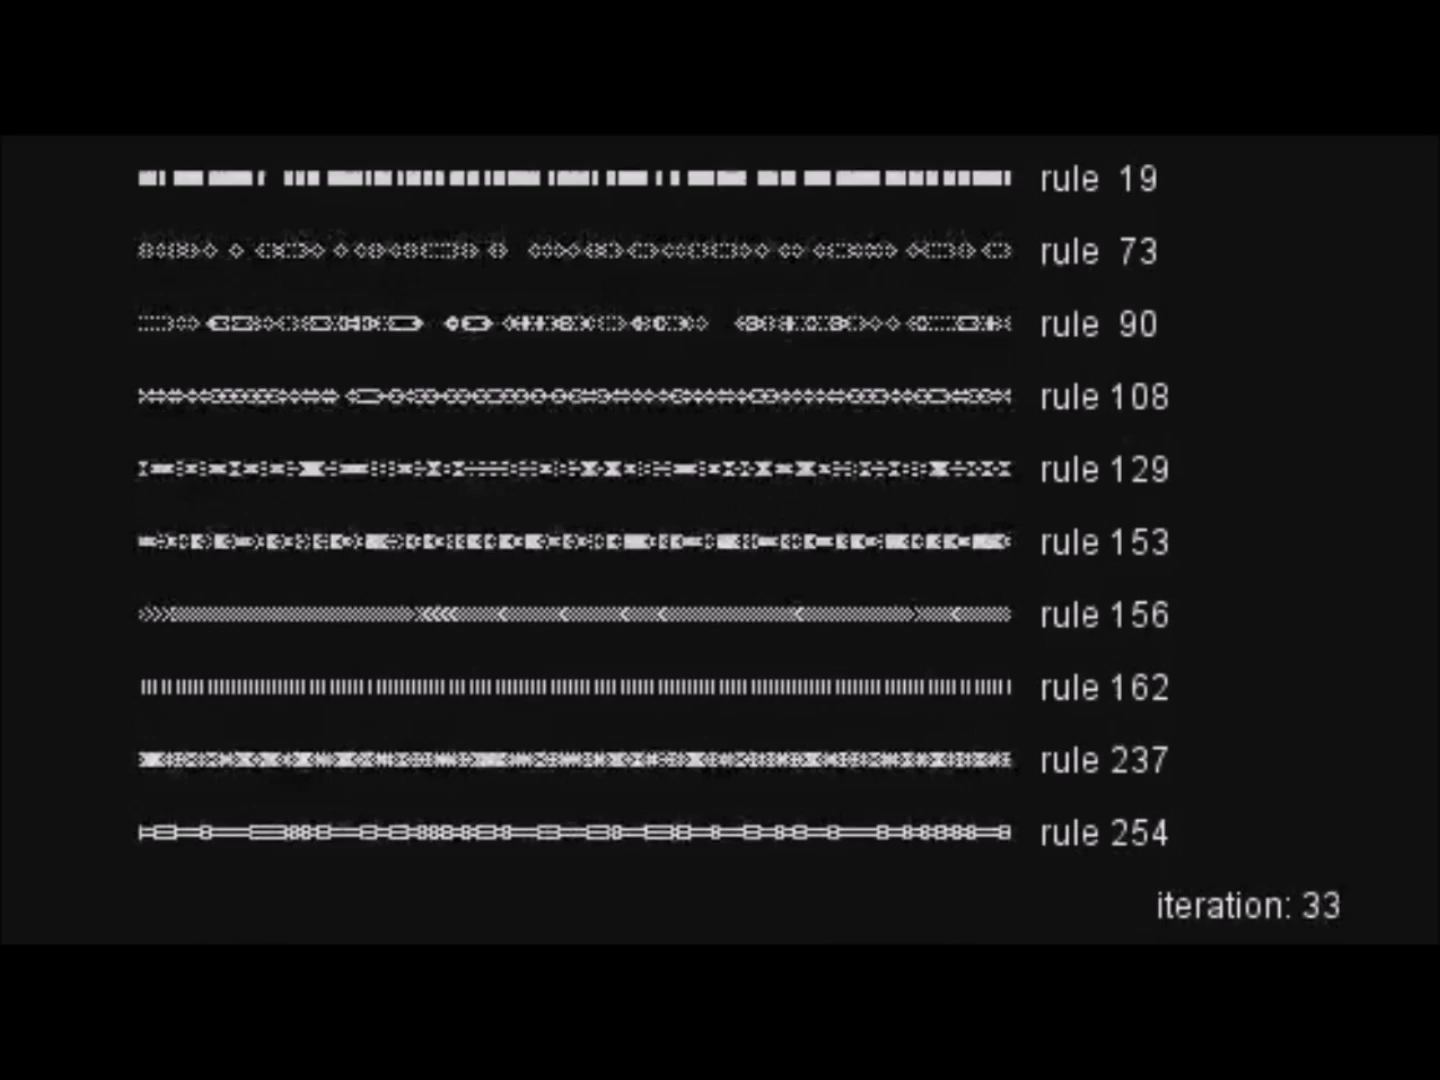 rule 19
rule 73
rule 90
rule 108
rule 129
rule 153
rule 156
rule 162
rule 237
rule 254
iteration: 33